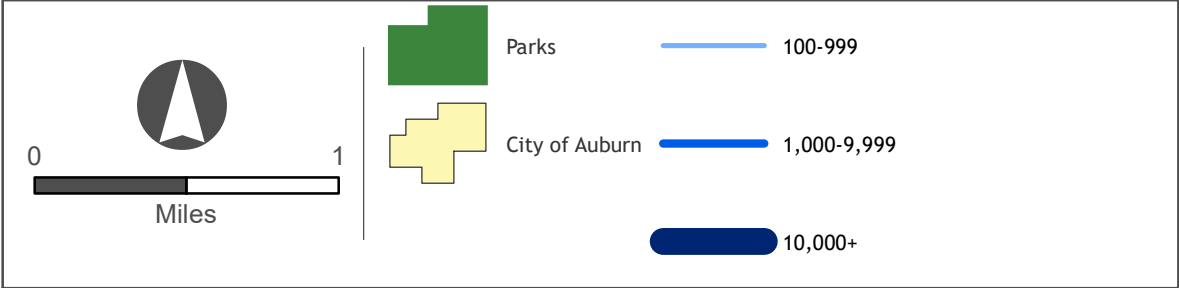 0 1
Miles
Parks
City of Auburn
100-999
1,000-9,999
10,000+